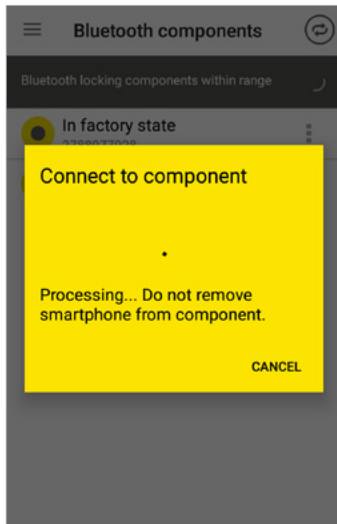 Bluetooth components
Bluetooth locking components within range
In factory state
Connect to component
Processing... Do not remove
smartphone from component.
CANCEL